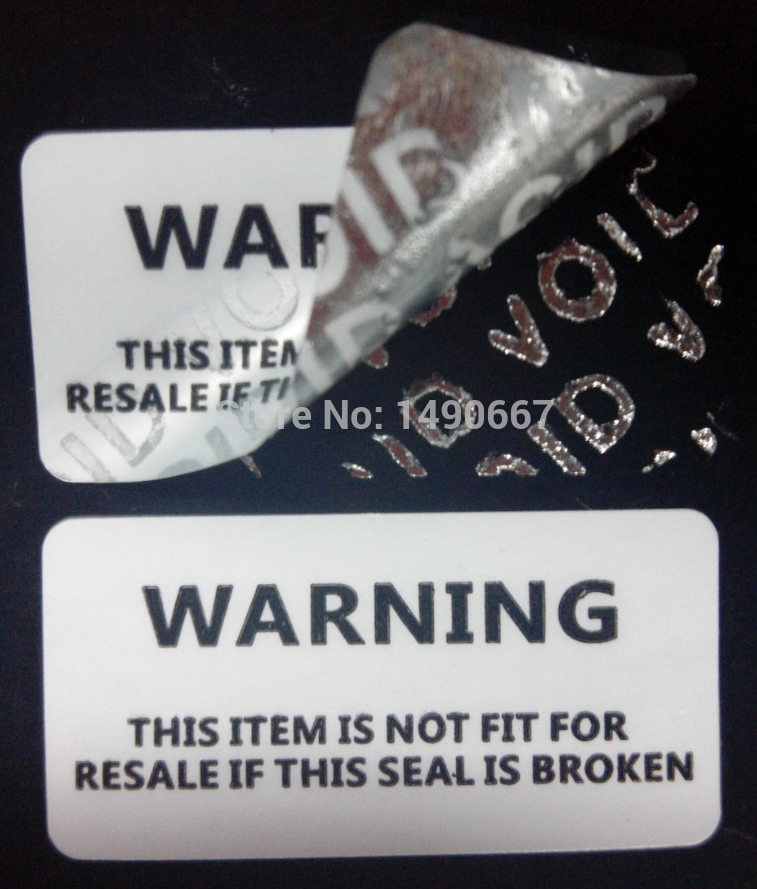 WAR
THIS ITEM
RESALE IF TH
Store No: 1490667
VOID
VOID
WARNING
THIS ITEM IS NOT FIT FOR
RESALE IF THIS SEAL IS BROKEN